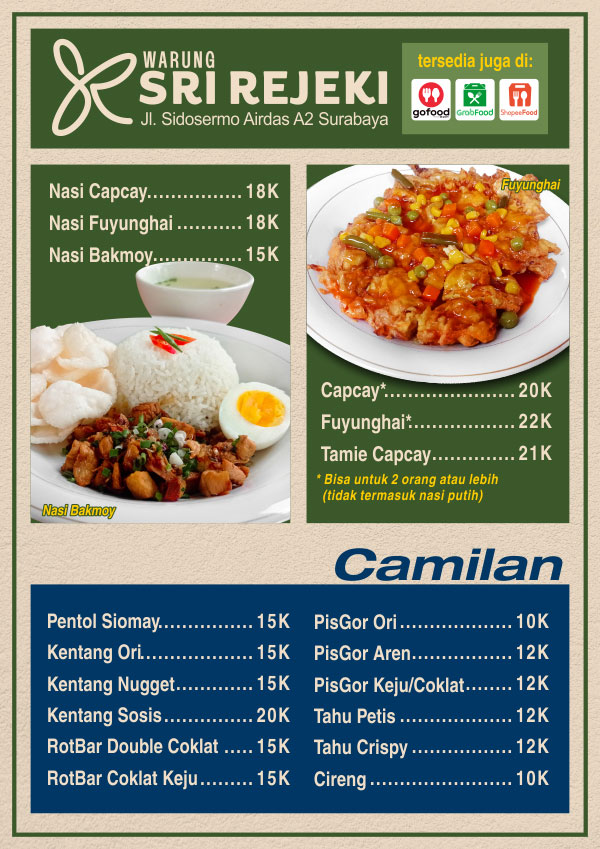 WARUNG
SRI REJEKI
Jl. Sidosermo Airdas A2 Surabaya
tersedia juga di:
gofood
GrabFood
ShopeeFood
Nasi Capcay................ 18K
Nasi Fuyunghai ........... 18K
Nasi Bakmoy............... 15K
Nasi Bakmoy
Fuyunghai
Capcay*...................... 20K
Fuyunghai*.................. 22K
Tamie Capcay.............. 21K
* Bisa untuk 2 orang atau lebih
(tidak termasuk nasi putih)
Camilan
Pentol Siomay................ 15K
Kentang Ori................... 15K
Kentang Nugget.............. 15K
Kentang Sosis ............... 20K
RotBar Double Coklat ..... 15K
RotBar Coklat Keju......... 15K
PisGor Ori .................... 10K
PisGor Aren.................. 12K
PisGor Keju/Coklat........ 12K
Tahu Petis .................... 12K
Tahu Crispy .................. 12K
Cireng ......................... 10K